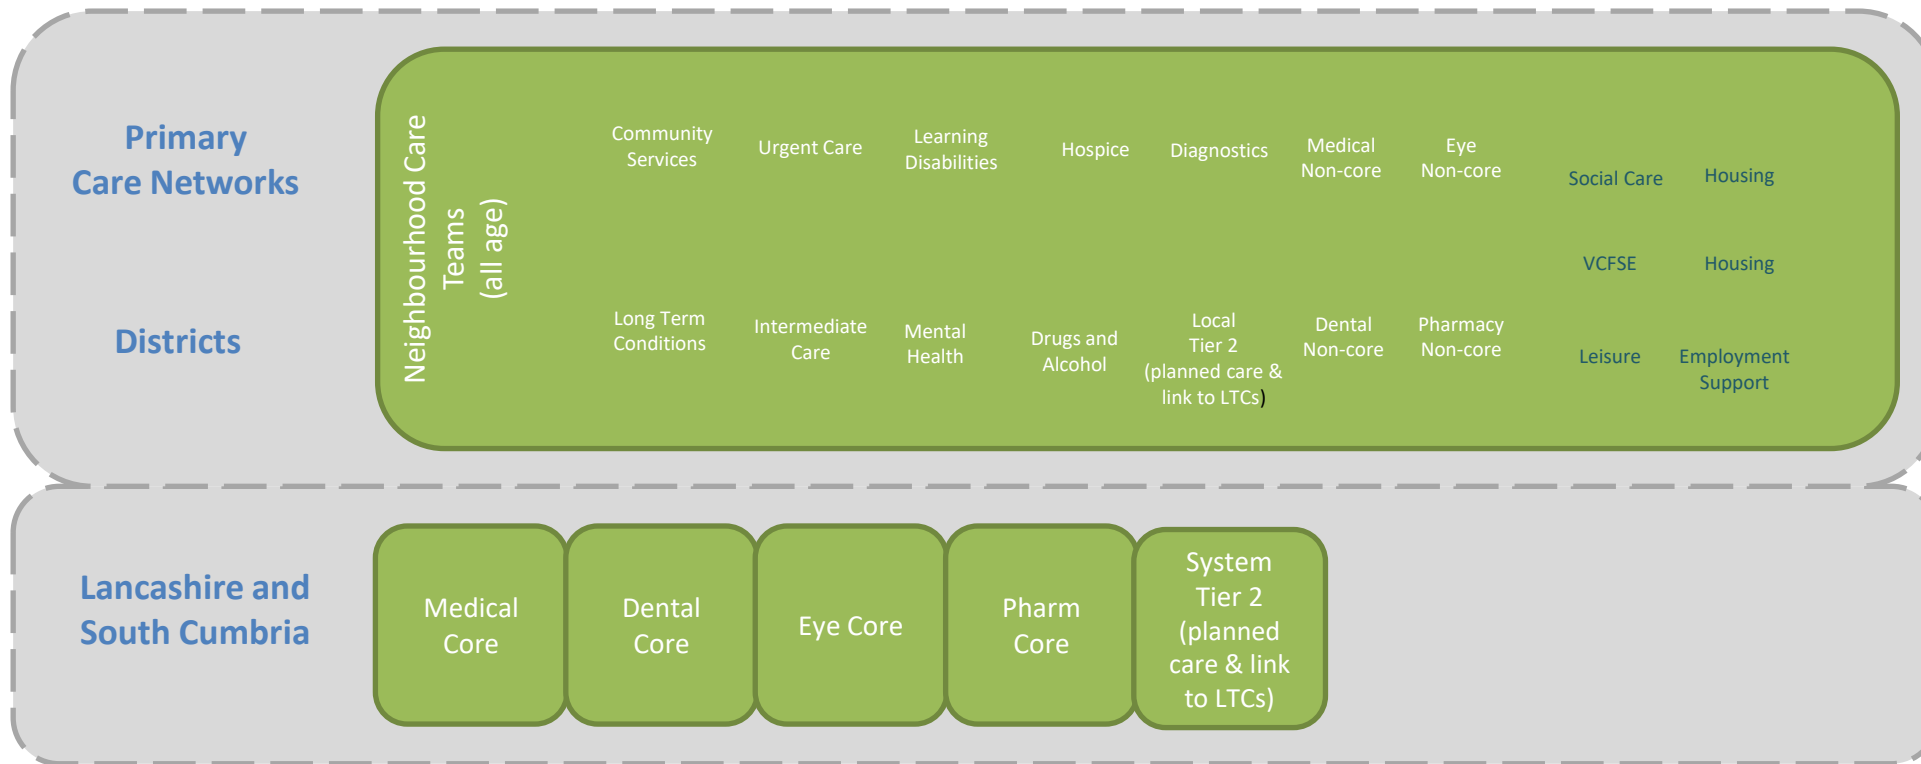 Primary
Care Networks
Districts
Neighbourhood Care
Teams
(all age)
Community
Services
Urgent Care
Learning
Disabilities
Hospice
Diagnostics
Medical
Non-core
Eye
Non-core
Social Care
Housing
VCFSE
Housing
Long Term
Conditions
Intermediate
Care
Mental
Health
Drugs and
Alcohol
Local
Tier 2
(planned care &
link to LTCs)
Dental
Non-core
Pharmacy
Non-core
Leisure
Employment
Support
Lancashire and
South Cumbria
Medical
Core
Dental
Core
Eye Core
Pharm
Core
System
Tier 2
(planned
care & link
to LTCs)